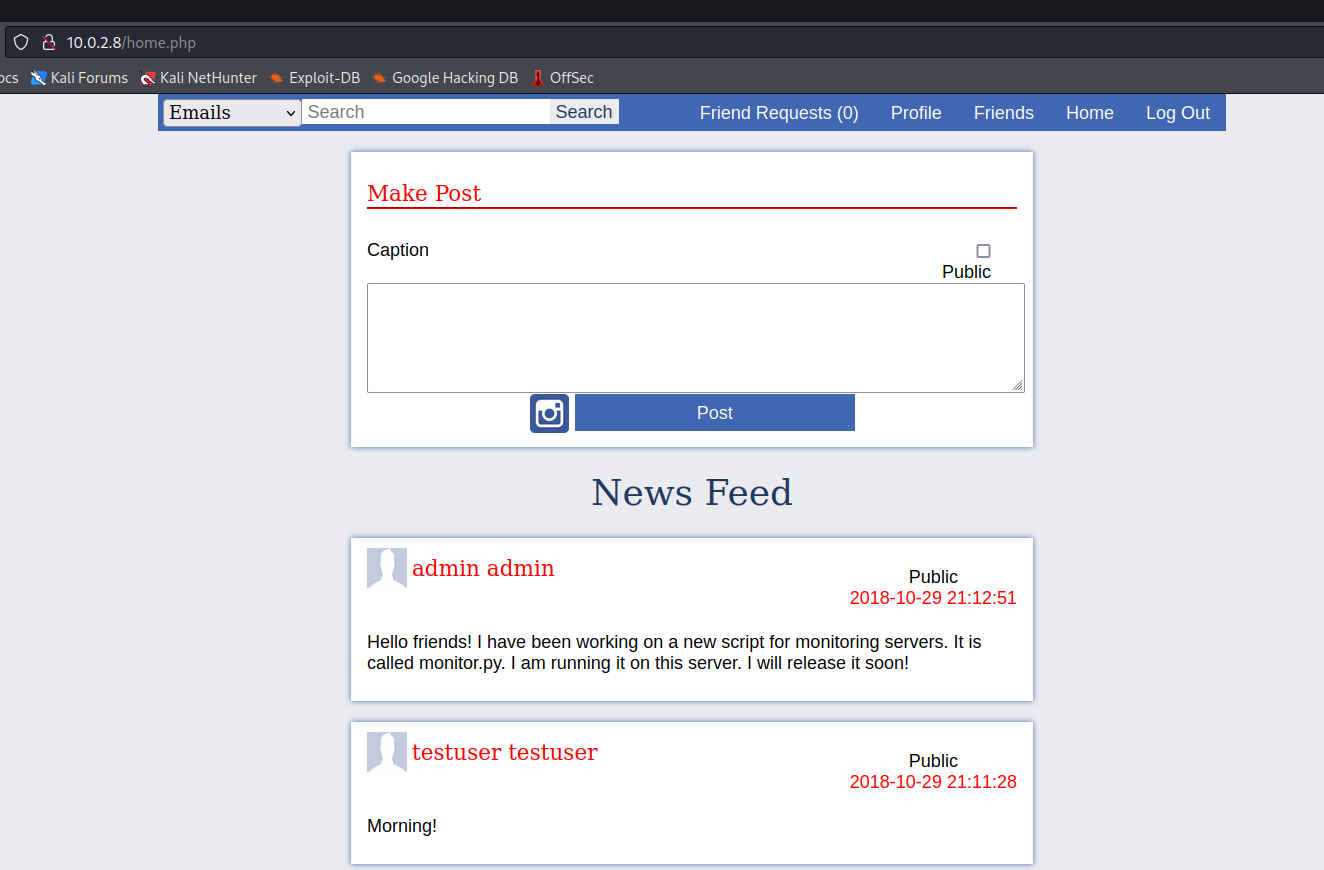 10.0.2.8/home.php
ocs Kali Forums Kali NetHunter Exploit-DB Google Hacking DB OffSec
Emails Search Search Friend Requests (0) Profile Friends Home Log Out
Make Post
Caption
Public
Post
News Feed
admin admin
Public
2018-10-29 21:12:51
Hello friends! I have been working on a new script for monitoring servers. It is
called monitor.py. I am running it on this server. I will release it soon!
testuser testuser
Public
2018-10-29 21:11:28
Morning!